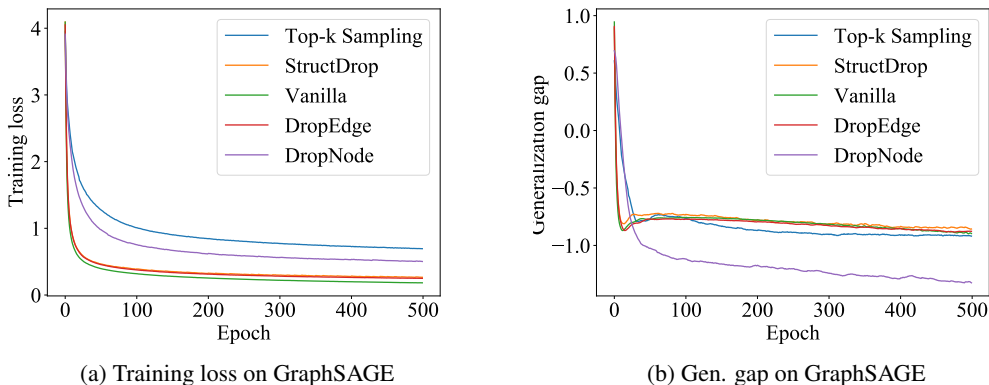 4
3
2
1
0
Training loss
0 100 200 300 400 500
Epoch
Top-k Sampling
StructDrop
Vanilla
DropEdge
DropNode
(a) Training loss on GraphSAGE
1.0
0.5
0.0
−0.5
−1.0
Generalization gap
0 100 200 300 400 500
Epoch
Top-k Sampling
StructDrop
Vanilla
DropEdge
DropNode
(b) Gen. gap on GraphSAGE